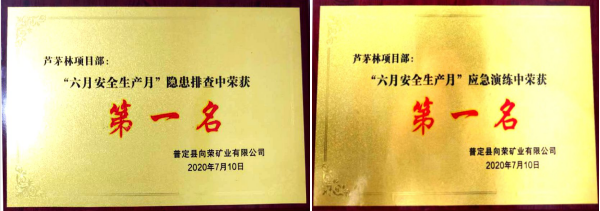 芦茅林项目部:
“六月安全生产月”隐患排查中荣获
第一名
普定县向荣矿业有限公司
2020年7月10日
芦茅林项目部:
“六月安全生产月”应急演练中荣获
第一名
普定县向荣矿业有限公司
2020年7月10日